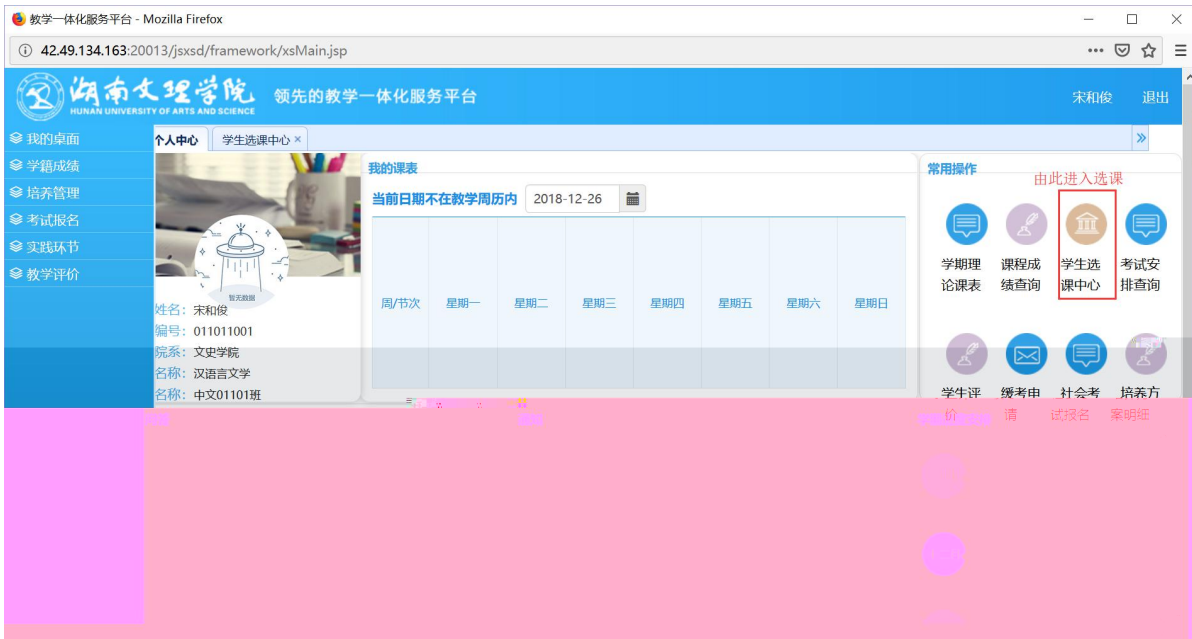 教学一体化服务平台 - Mozilla Firefox
42.49.134.163:20013/jsxsd/framework/xsMain.jsp
湖南文理学院
HUNAN UNIVERSITY OF ARTS AND SCIENCE
领先的教学一体化服务平台
宋和俊 退出
我的桌面
学籍成绩
培养管理
考试报名
实践环节
教学评价
个人中心 学生选课中心 ×
暂无数据
姓名：宋和俊
编号：011011001
院系：文史学院
名称：汉语言文学
名称：中文01101班
我的课表
当前日期不在教学周历内 2018-12-26
周/节次 星期一 星期二 星期三 星期四 星期五 星期六 星期日
常用操作
由此进入选课
学期理论课表
课程成绩查询
学生选课中心
考试安排查询
学生评价
缓考申请
社会考试报名
培养方案明细